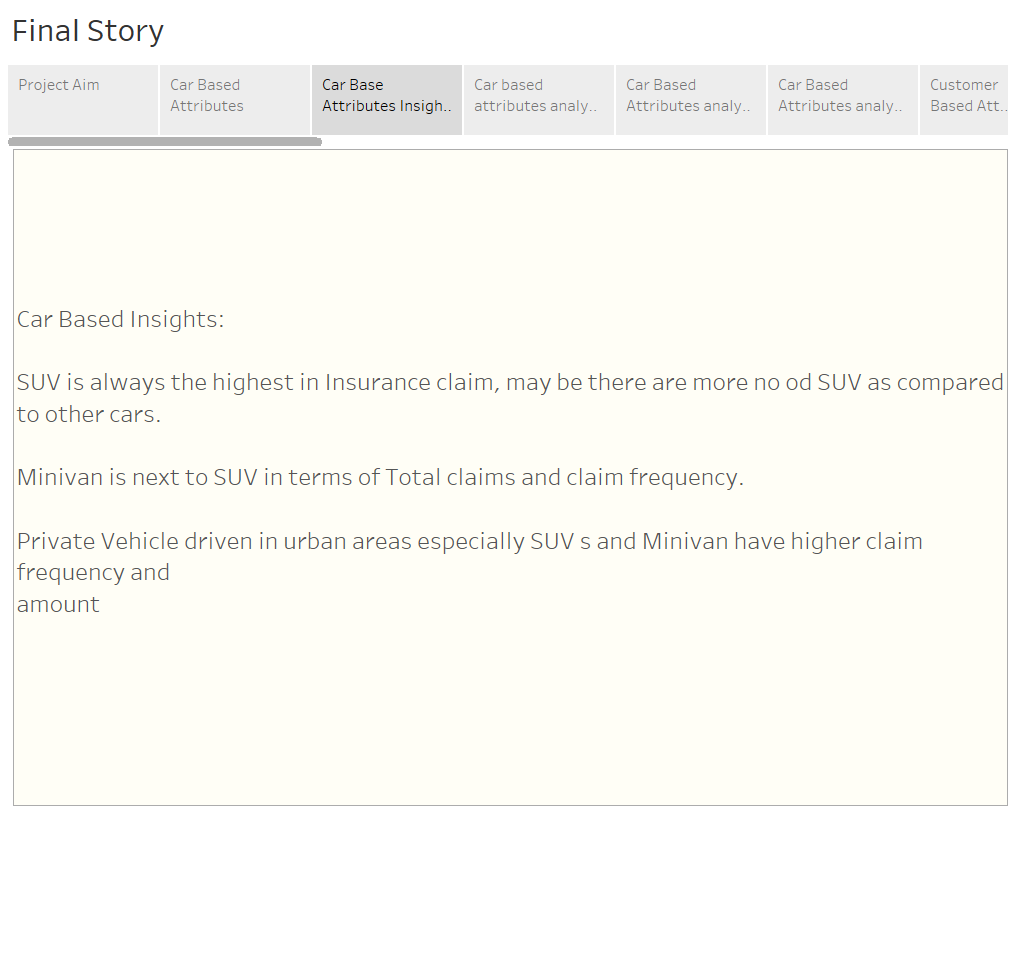 Final Story
Project Aim
Car Based
Attributes
Car Base
Attributes Insigh..
Car based
attributes analy..
Car Based
Attributes analy..
Car Based
Attributes analy..
Customer
Based Att..
Car Based Insights:
SUV is always the highest in Insurance claim, may be there are more no od SUV as compared
to other cars.
Minivan is next to SUV in terms of Total claims and claim frequency.
Private Vehicle driven in urban areas especially SUV s and Minivan have higher claim
frequency and
amount